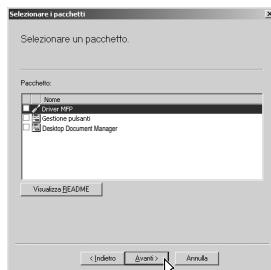 Selezionare i pacchetti
Selezionare un pacchetto.
Pacchetto:
Nome
Driver MFP
Gestione pulsanti
Desktop Document Manager
Visualizza README
< Indietro
Avanti >
Annulla